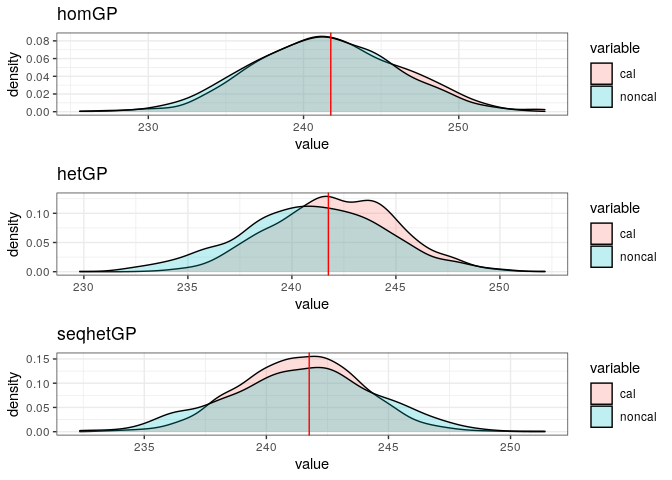 homGP
density
0.08
0.06
0.04
0.02
0.00
230
240
250
value
variable
cal
noncal
hetGP
density
0.10
0.05
0.00
230
235
240
245
250
value
variable
cal
noncal
seqhetGP
density
0.15
0.10
0.05
0.00
235
240
245
250
value
variable
cal
noncal